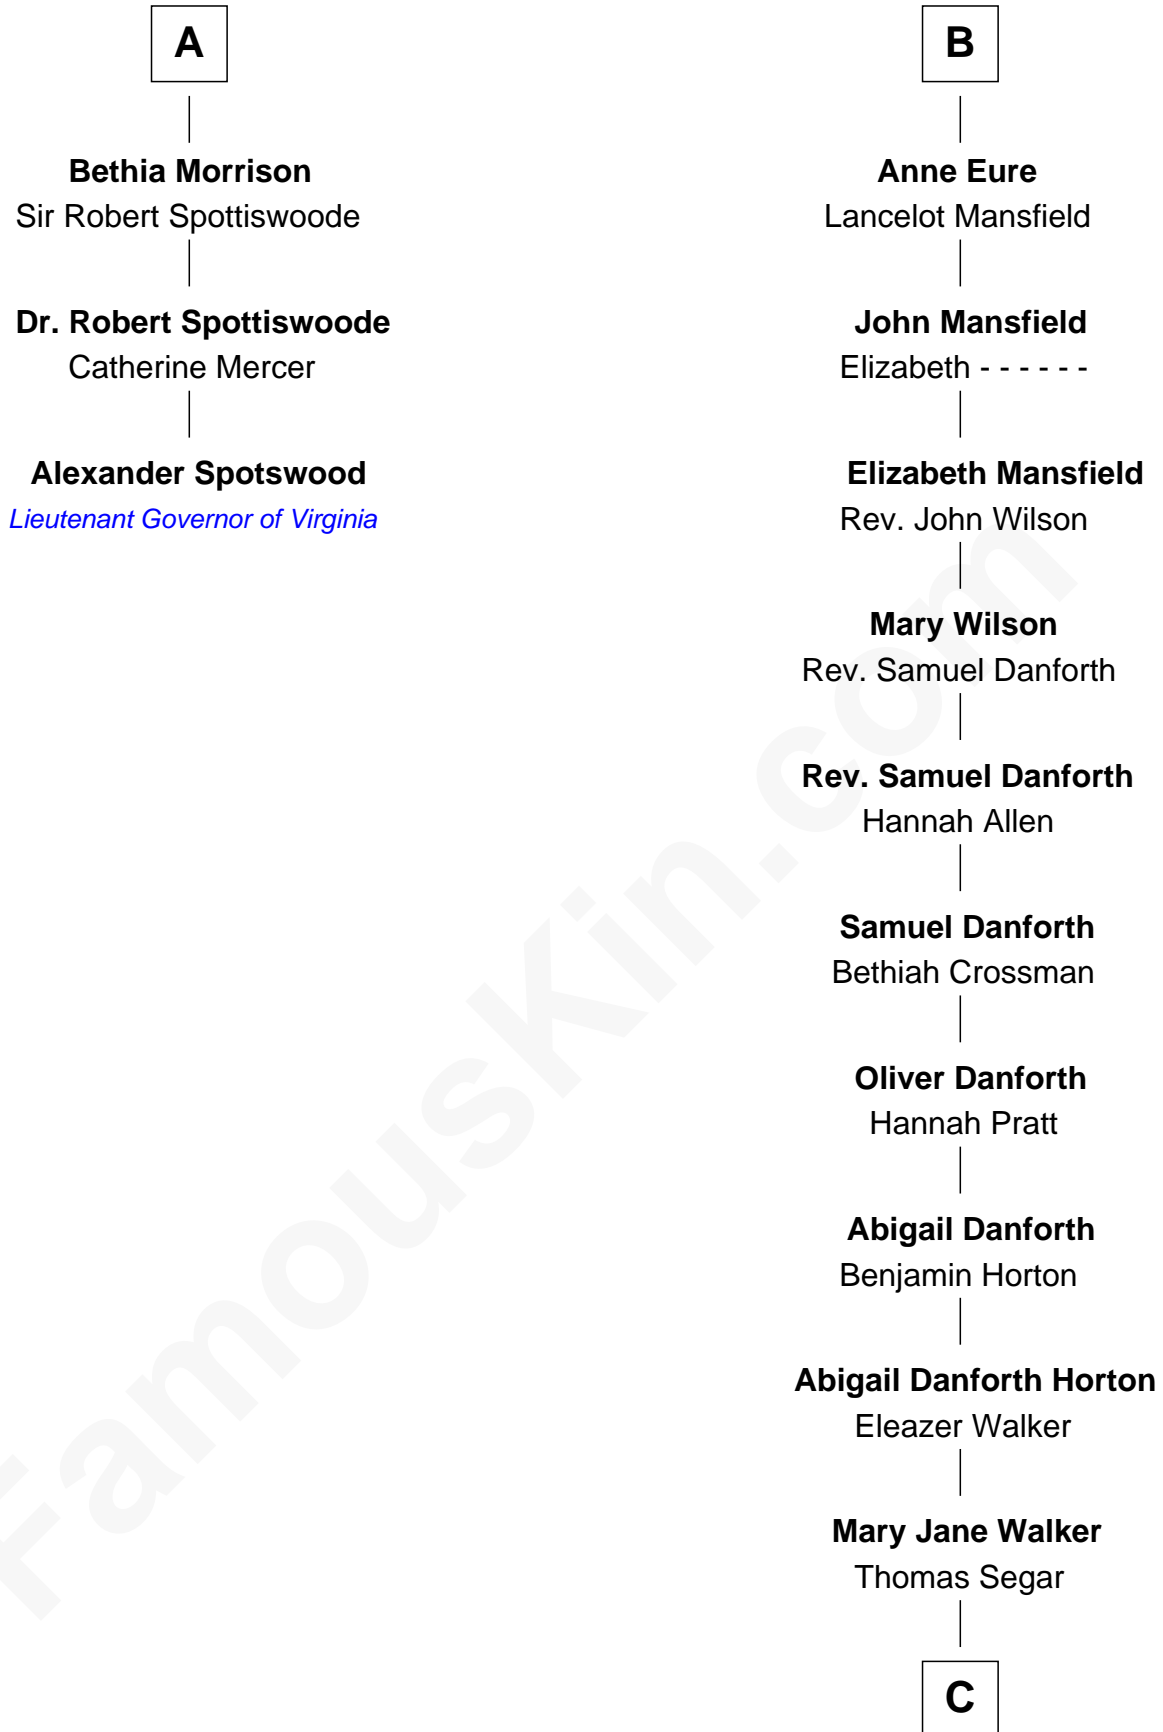 A
Bethia Morrison
Sir Robert Spottiswoode
Dr. Robert Spottiswoode
Catherine Mercer
Alexander Spotswood
Lieutenant Governor of Virginia
B
Anne Eure
Lancelot Mansfield
John Mansfield
Elizabeth - - - - - -
Elizabeth Mansfield
Rev. John Wilson
Mary Wilson
Rev. Samuel Danforth
Rev. Samuel Danforth
Hannah Allen
Samuel Danforth
Bethiah Crossman
Oliver Danforth
Hannah Pratt
Abigail Danforth
Benjamin Horton
Abigail Danforth Horton
Eleazer Walker
Mary Jane Walker
Thomas Segar
C
FamousKin.com